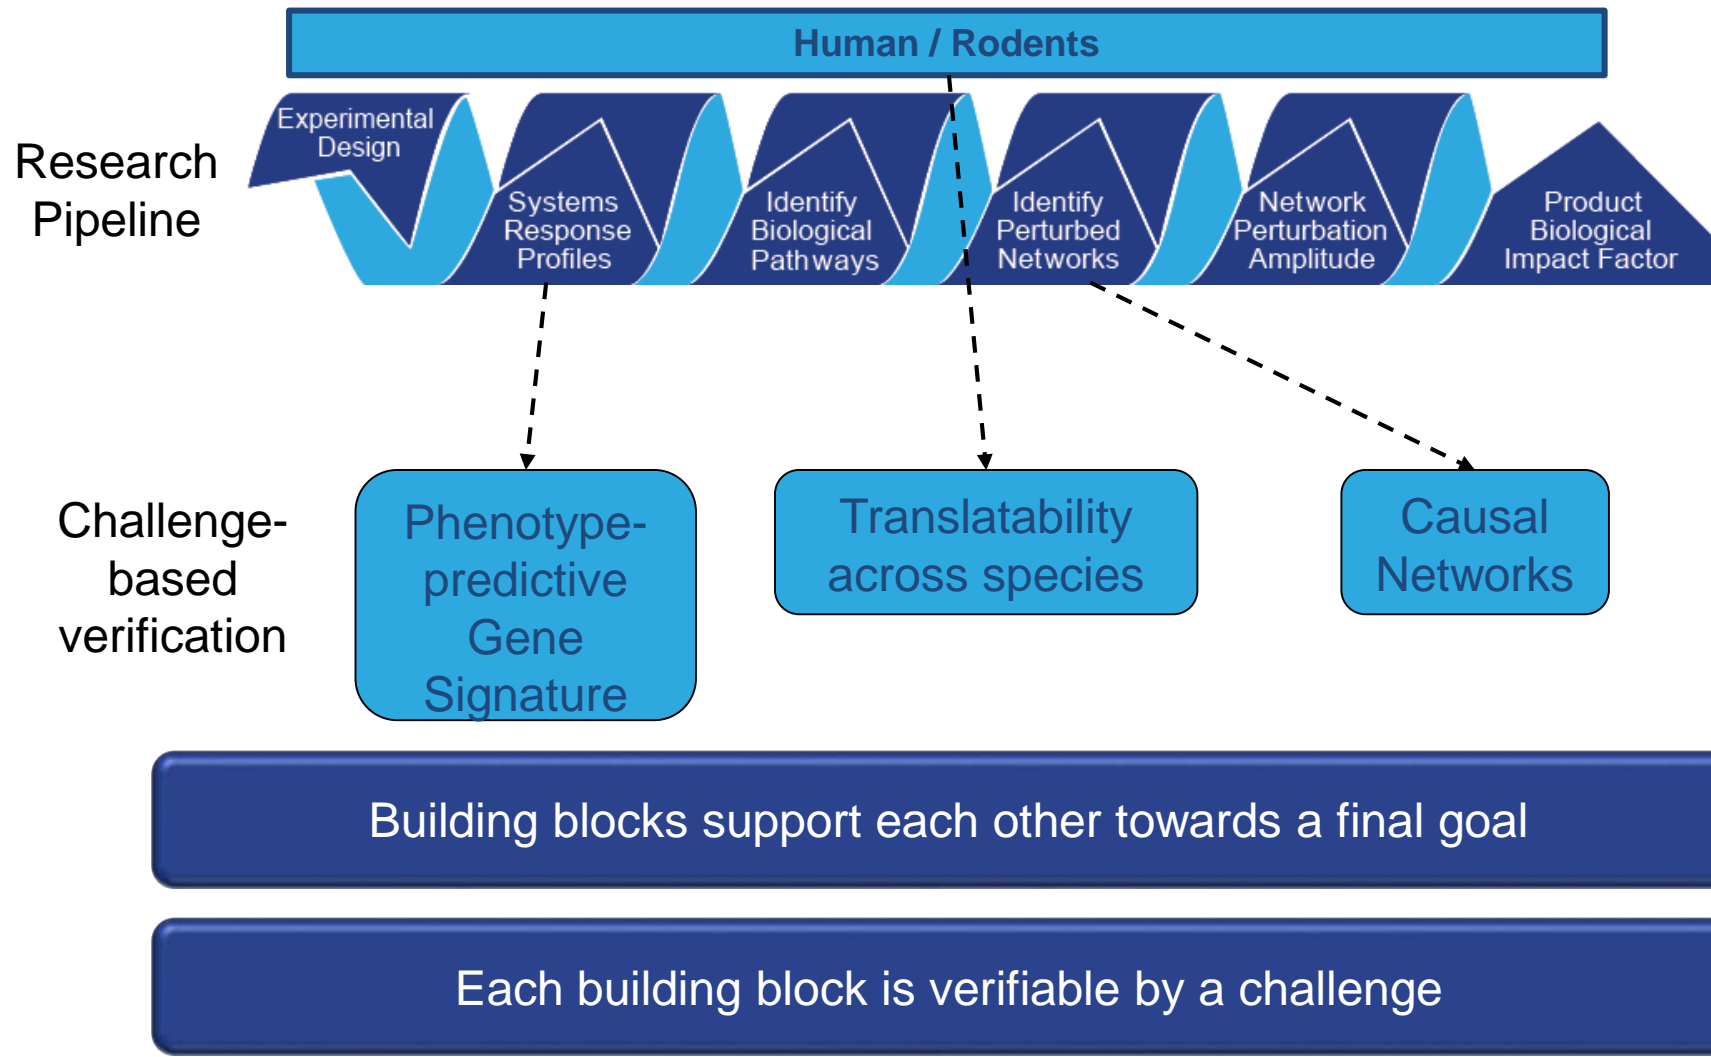 Human / Rodents
Research
Pipeline
Experimental
Design
Systems
Response
Profiles
Identify
Biological
Pathways
Identify
Perturbed
Networks
Network
Perturbation
Amplitude
Product
Biological
Impact Factor
Challenge-
based
verification
Phenotype-
predictive
Gene
Signature
Translatability
across species
Causal
Networks
Building blocks support each other towards a final goal
Each building block is verifiable by a challenge